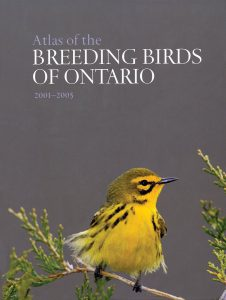 Atlas of the
BREEDING BIRDS
OF ONTARIO
2001–2005